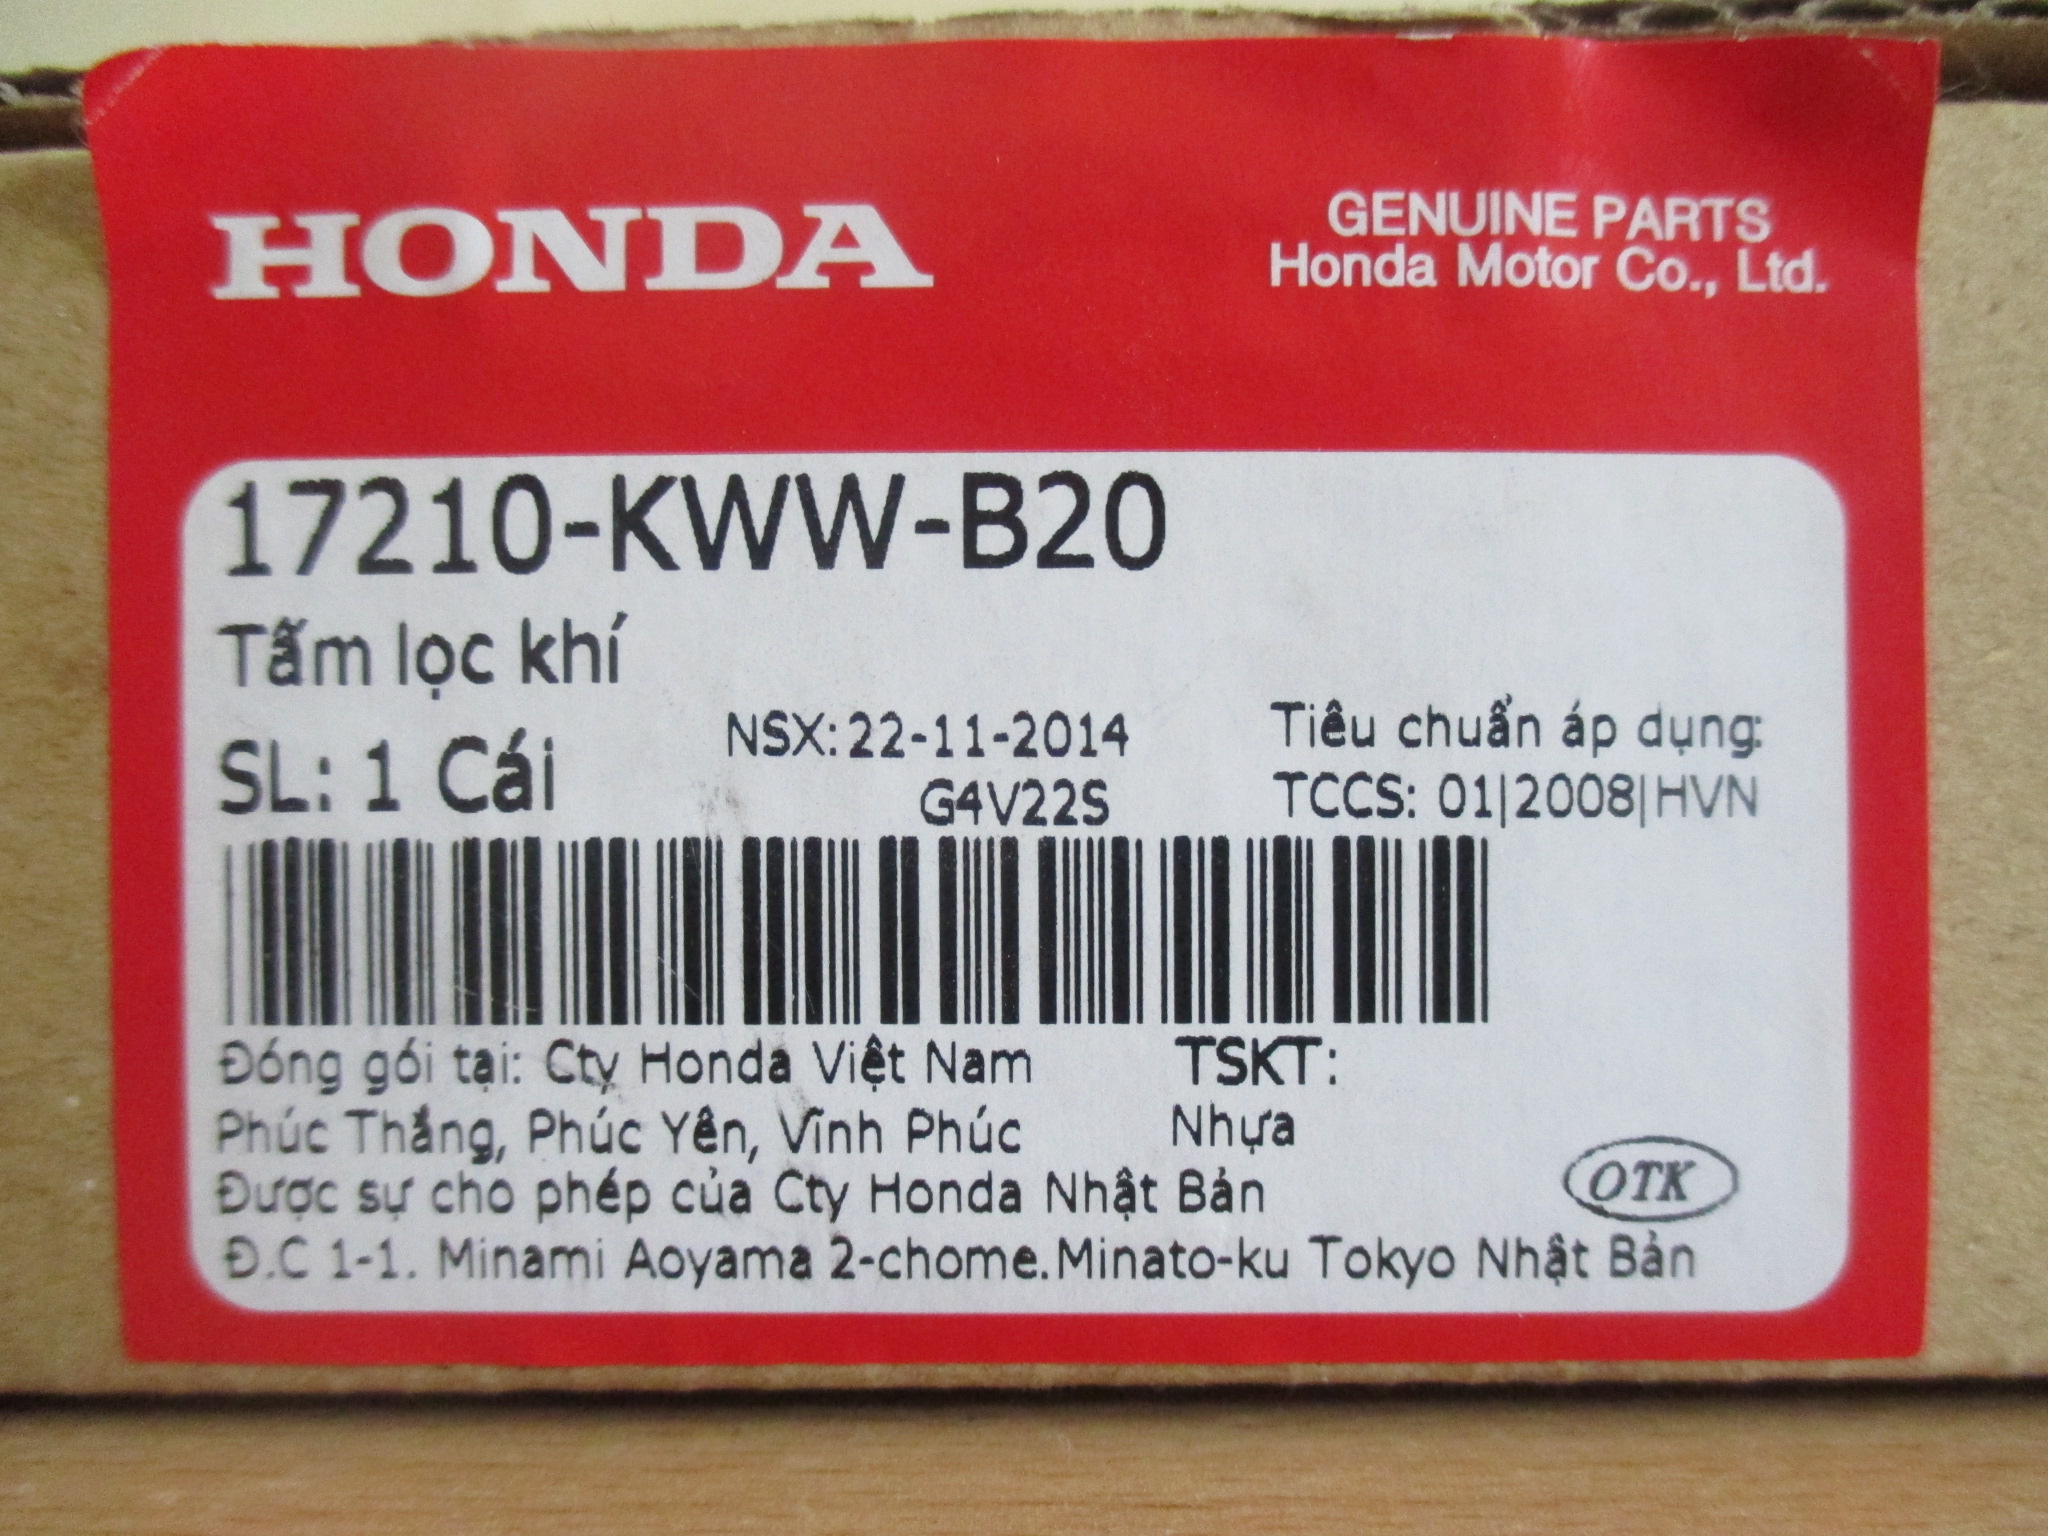 HONDA
GENUINE PARTS
Honda Motor Co., Ltd.
17210-KWW-B20
Tấm lọc khí
SL: 1 Cái
NSX: 22-11-2014
G4V22S
Tiêu chuẩn áp dụng:
TCCS: 01|2008|HVN
Đóng gói tại: Cty Honda Việt Nam
Phúc Thắng, Phúc Yên, Vĩnh Phúc
TSKT:
Nhựa
Được sự cho phép của Cty Honda Nhật Bản
Đ.C 1-1. Minami Aoyama 2-chome.Minato-ku Tokyo Nhật Bản
OTK